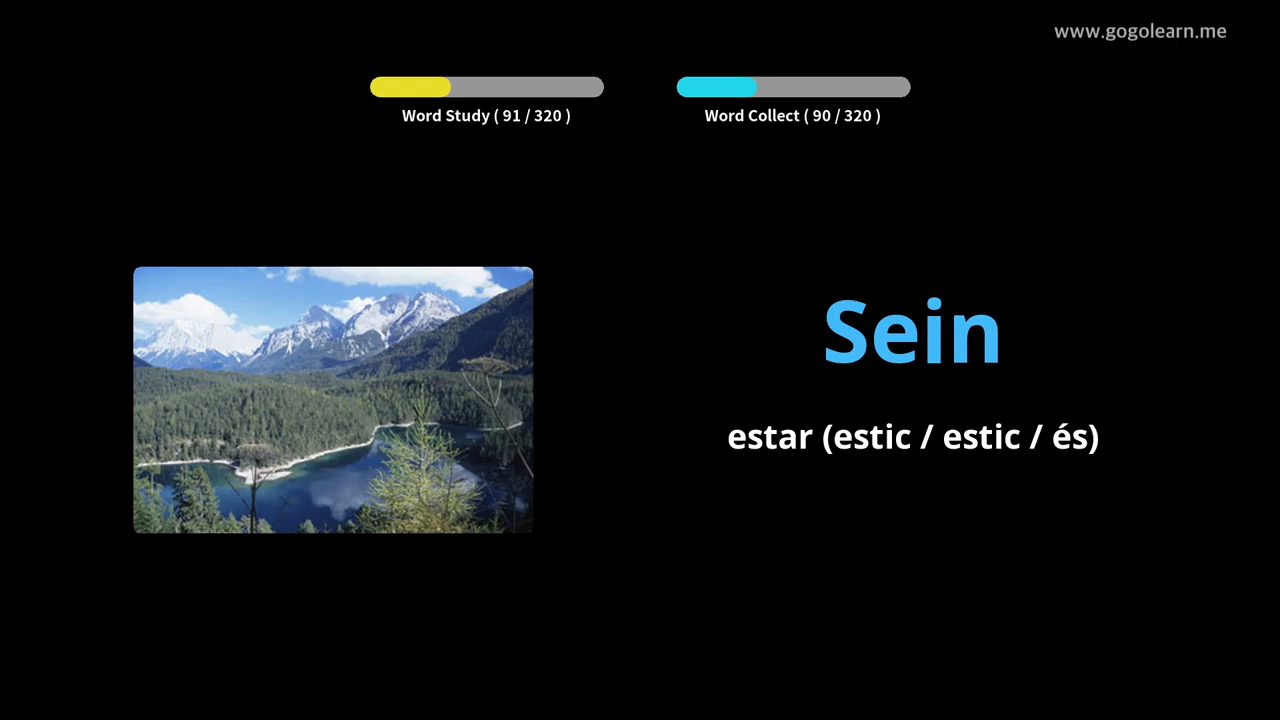 www.gogolearn.me
Word Study ( 91 / 320 )
Word Collect ( 90 / 320 )
Sein
estar (estic / estic / és)